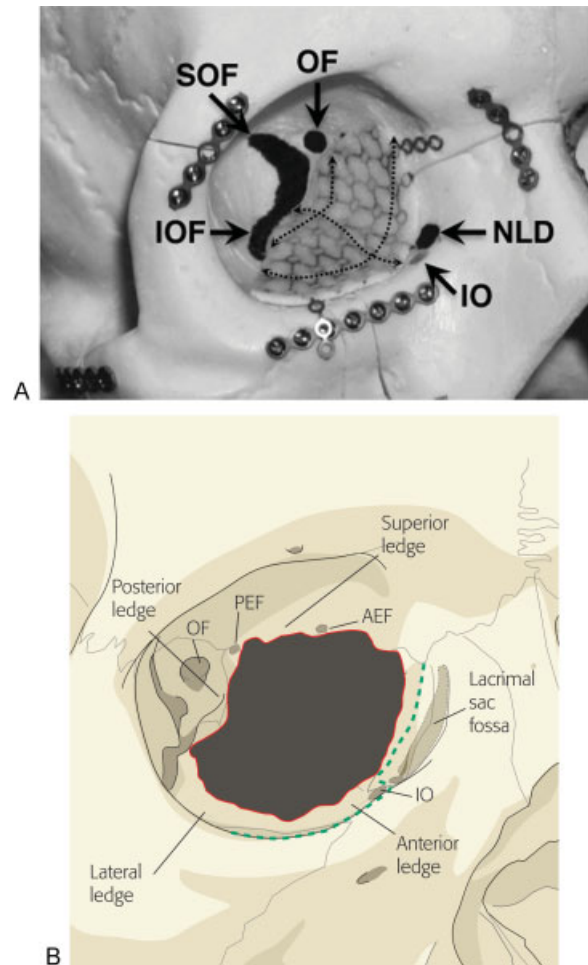 SOF
OF
IOF
NLD
IO
A
Superior
ledge
Posterior
ledge
PEF
AEF
OF
Lacrimal
sac
fossa
IO
Anterior
ledge
Lateral
ledge
B